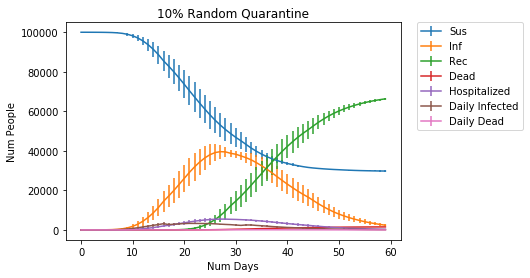 10% Random Quarantine
100000
80000
60000
40000
20000
0
Num People
0
10
20
30
40
50
60
Num Days
Sus
Inf
Rec
Dead
Hospitalized
Daily Infected
Daily Dead